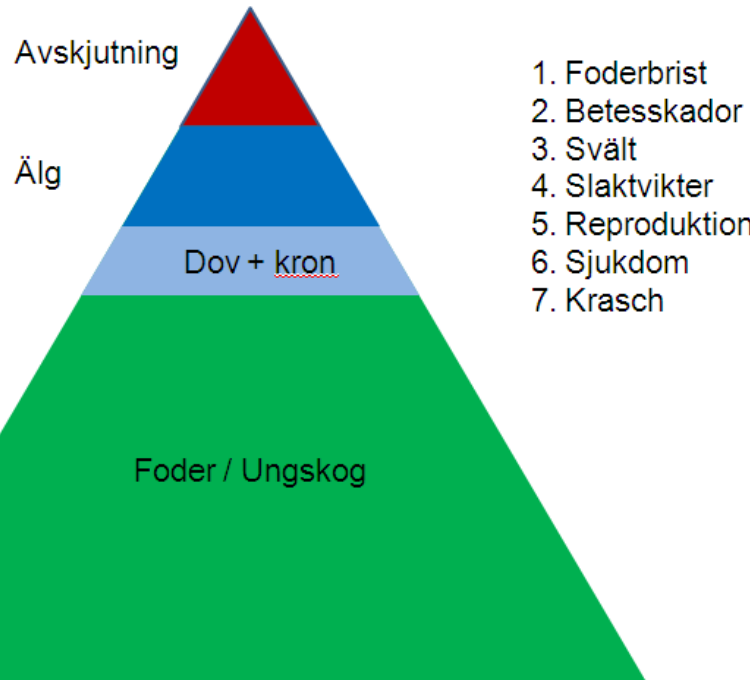 Avskjutning
Älg
Dov + kron
Foder / Ungskog
1. Foderbrist
2. Betesskador
3. Svält
4. Slaktvikter
5. Reproduktion
6. Sjukdom
7. Krasch